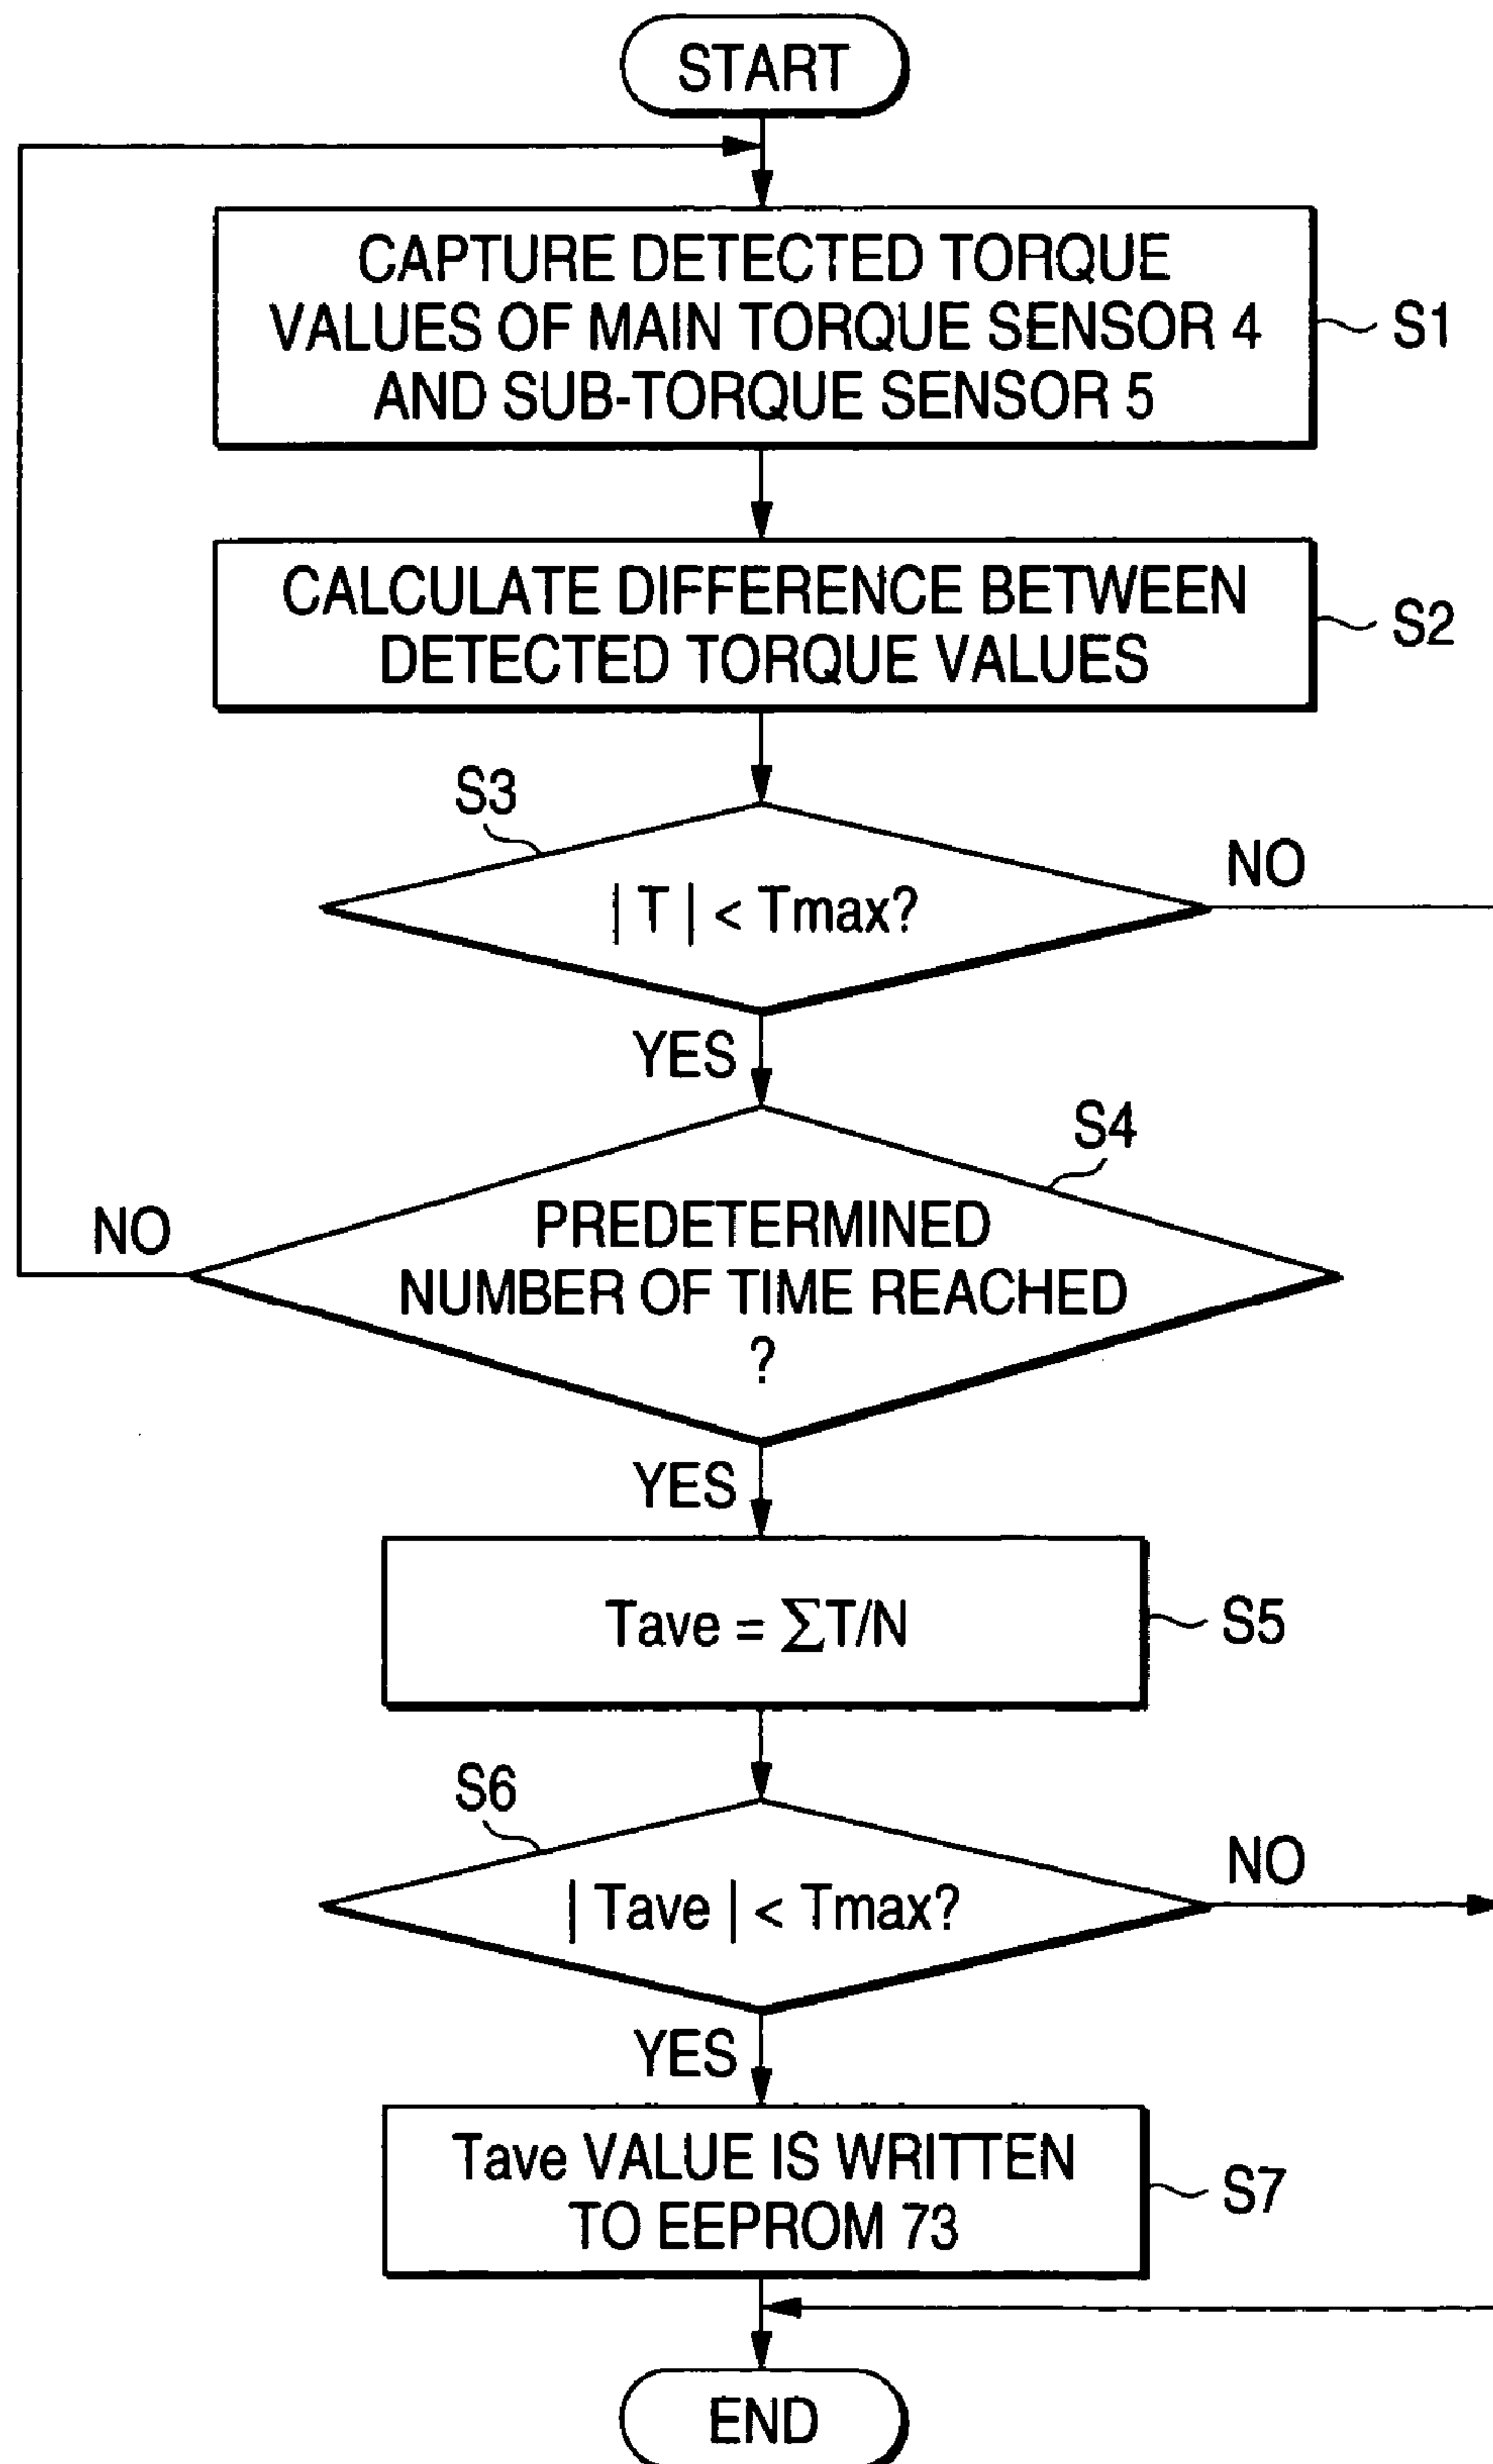 START
CAPTURE DETECTED TORQUE
VALUES OF MAIN TORQUE SENSOR 4
AND SUB-TORQUE SENSOR 5
S1
CALCULATE DIFFERENCE BETWEEN
DETECTED TORQUE VALUES
S2
S3
| T | < Tmax?
NO
YES
S4
PREDETERMINED
NUMBER OF TIME REACHED
?
NO
YES
Tave = ΣT/N
S5
S6
| Tave | < Tmax?
NO
YES
Tave VALUE IS WRITTEN
TO EEPROM 73
S7
END